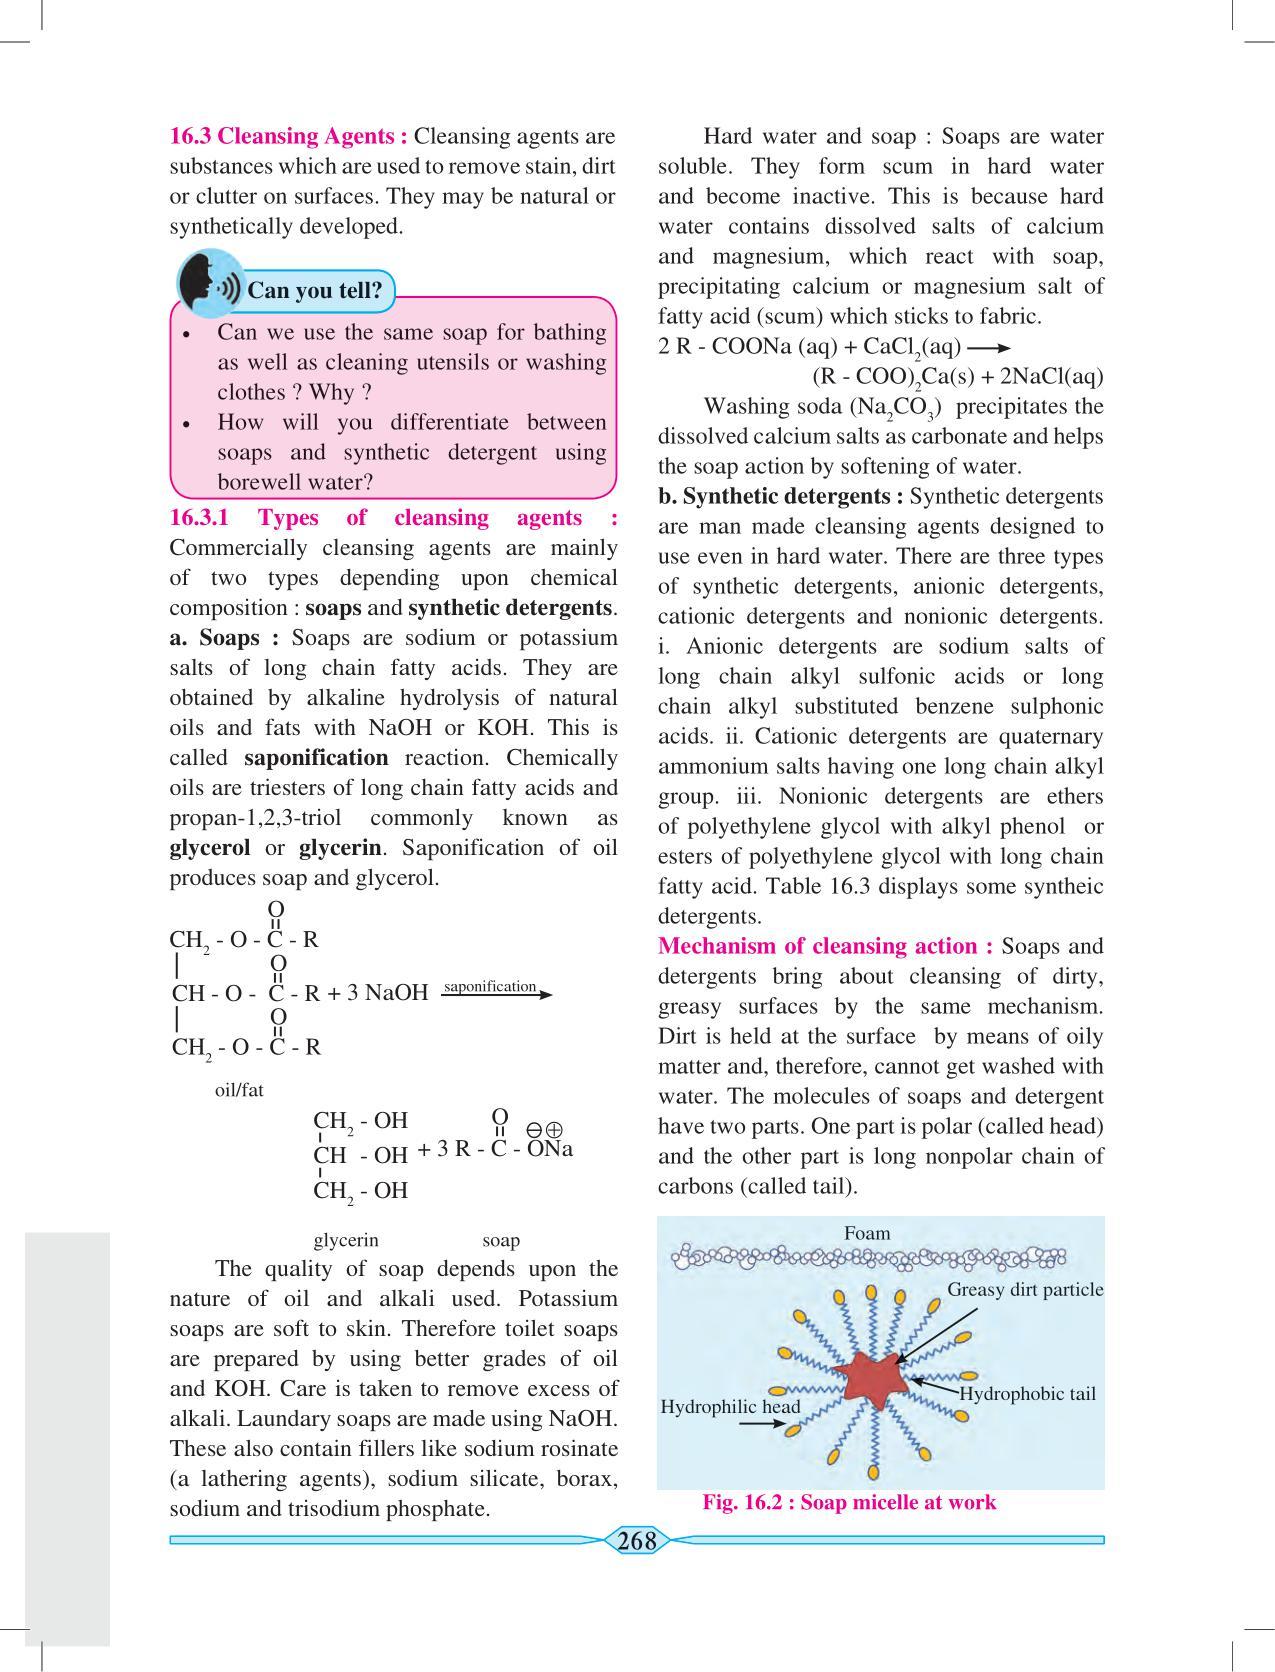 16.3 Cleansing Agents : Cleansing agents are
substances which are used to remove stain, dirt
or clutter on surfaces. They may be natural or
synthetically developed.
Can you tell?
• Can we use the same soap for bathing
as well as cleaning utensils or washing
clothes ? Why ?
• How will you differentiate between
soaps and synthetic detergent using
borewell water?
16.3.1 Types of cleansing agents :
Commercially cleansing agents are mainly
of two types depending upon chemical
composition : soaps and synthetic detergents.
a. Soaps : Soaps are sodium or potassium
salts of long chain fatty acids. They are
obtained by alkaline hydrolysis of natural
oils and fats with NaOH or KOH. This is
called saponification reaction. Chemically
oils are triesters of long chain fatty acids and
propan-1,2,3-triol commonly known as
glycerol or glycerin. Saponification of oil
produces soap and glycerol.
O
CH₂ - O - C - R
O
CH - O - C - R + 3 NaOH saponification
O
CH₂ - O - C - R
oil/fat
CH₂ - OH O ⊖⊕
CH - OH + 3 R - C - ONa
CH₂ - OH
glycerin soap
The quality of soap depends upon the
nature of oil and alkali used. Potassium
soaps are soft to skin. Therefore toilet soaps
are prepared by using better grades of oil
and KOH. Care is taken to remove excess of
alkali. Laundary soaps are made using NaOH.
These also contain fillers like sodium rosinate
(a lathering agents), sodium silicate, borax,
sodium and trisodium phosphate.
Hard water and soap : Soaps are water
soluble. They form scum in hard water
and become inactive. This is because hard
water contains dissolved salts of calcium
and magnesium, which react with soap,
precipitating calcium or magnesium salt of
fatty acid (scum) which sticks to fabric.
2 R - COONa (aq) + CaCl₂(aq) ⟶
(R - COO)₂Ca(s) + 2NaCl(aq)
Washing soda (Na₂CO₃) precipitates the
dissolved calcium salts as carbonate and helps
the soap action by softening of water.
b. Synthetic detergents : Synthetic detergents
are man made cleansing agents designed to
use even in hard water. There are three types
of synthetic detergents, anionic detergents,
cationic detergents and nonionic detergents.
i. Anionic detergents are sodium salts of
long chain alkyl sulfonic acids or long
chain alkyl substituted benzene sulphonic
acids. ii. Cationic detergents are quaternary
ammonium salts having one long chain alkyl
group. iii. Nonionic detergents are ethers
of polyethylene glycol with alkyl phenol or
esters of polyethylene glycol with long chain
fatty acid. Table 16.3 displays some syntheic
detergents.
Mechanism of cleansing action : Soaps and
detergents bring about cleansing of dirty,
greasy surfaces by the same mechanism.
Dirt is held at the surface by means of oily
matter and, therefore, cannot get washed with
water. The molecules of soaps and detergent
have two parts. One part is polar (called head)
and the other part is long nonpolar chain of
carbons (called tail).
Foam
Greasy dirt particle
Hydrophobic tail
Hydrophilic head
Fig. 16.2 : Soap micelle at work
268